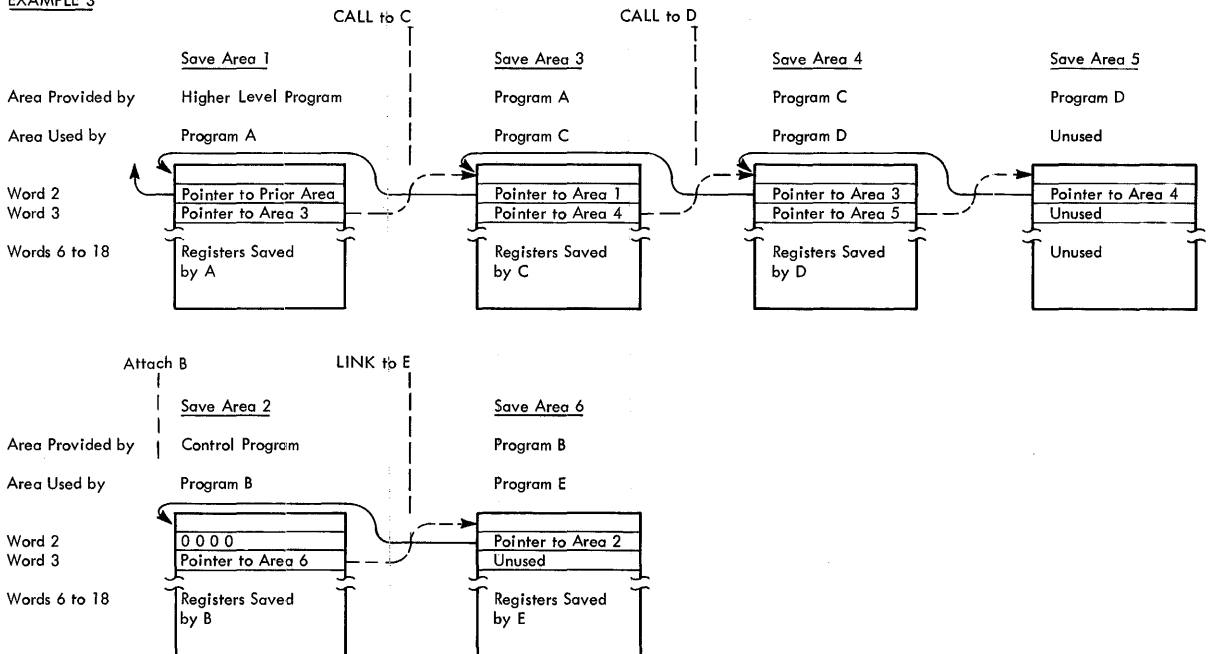 EXAMPLE 3
CALL to C CALL to D
Save Area 1 Save Area 3 Save Area 4 Save Area 5
Area Provided by Higher Level Program Program A Program C Program D
Area Used by Program A Program C Program D Unused
Word 2 Pointer to Prior Area Pointer to Area 1 Pointer to Area 3 Pointer to Area 4
Word 3 Pointer to Area 3 Pointer to Area 4 Pointer to Area 5 Unused
Words 6 to 18 Registers Saved Registers Saved Registers Saved Unused
by A by C by D
Attach B LINK to E
Save Area 2 Save Area 6
Area Provided by Control Program Program B
Area Used by Program B Program E
Word 2 0 0 0 0 Pointer to Area 2
Word 3 Pointer to Area 6 Unused
Words 6 to 18 Registers Saved Registers Saved
by B by E